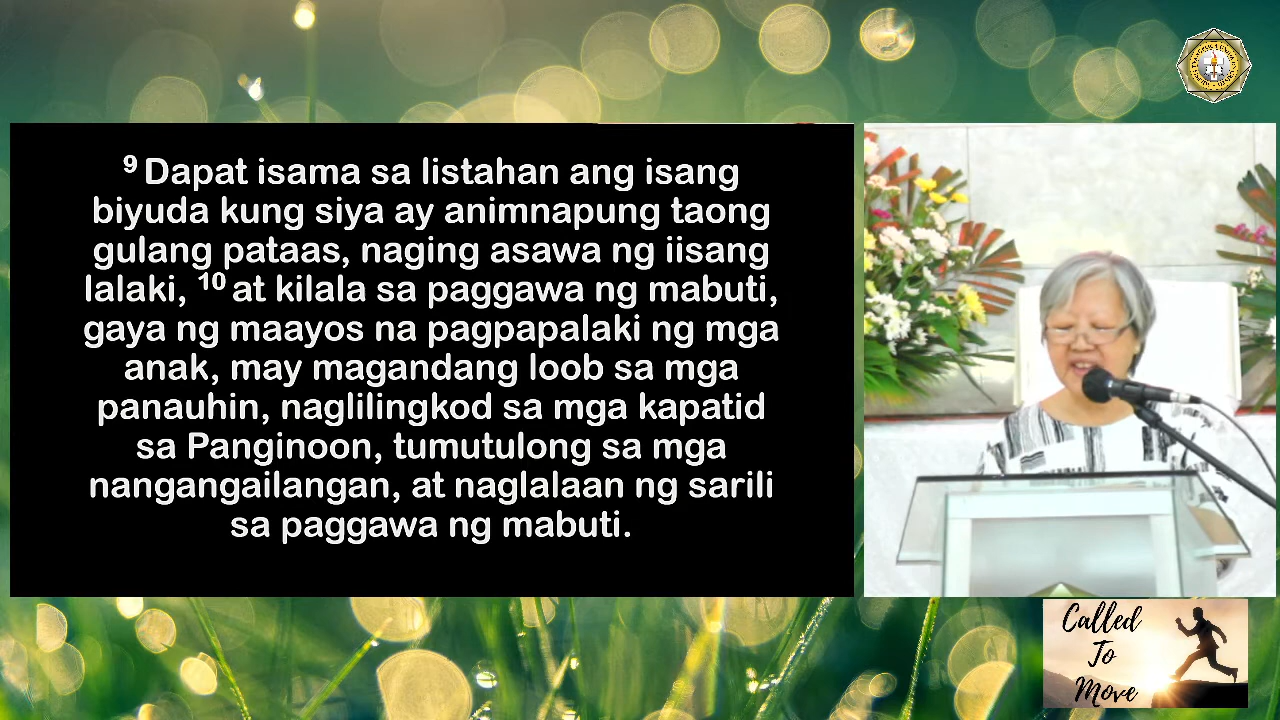 ⁹ Dapat isama sa listahan ang isang
biyuda kung siya ay animnapung taong
gulang pataas, naging asawa ng iisang
lalaki, ¹⁰ at kilala sa paggawa ng mabuti,
gaya ng maayos na pagpapalaki ng mga
anak, may magandang loob sa mga
panauhin, naglilingkod sa mga kapatid
sa Panginoon, tumutulong sa mga
nangangailangan, at naglalaan ng sarili
sa paggawa ng mabuti.
Called
To
Move